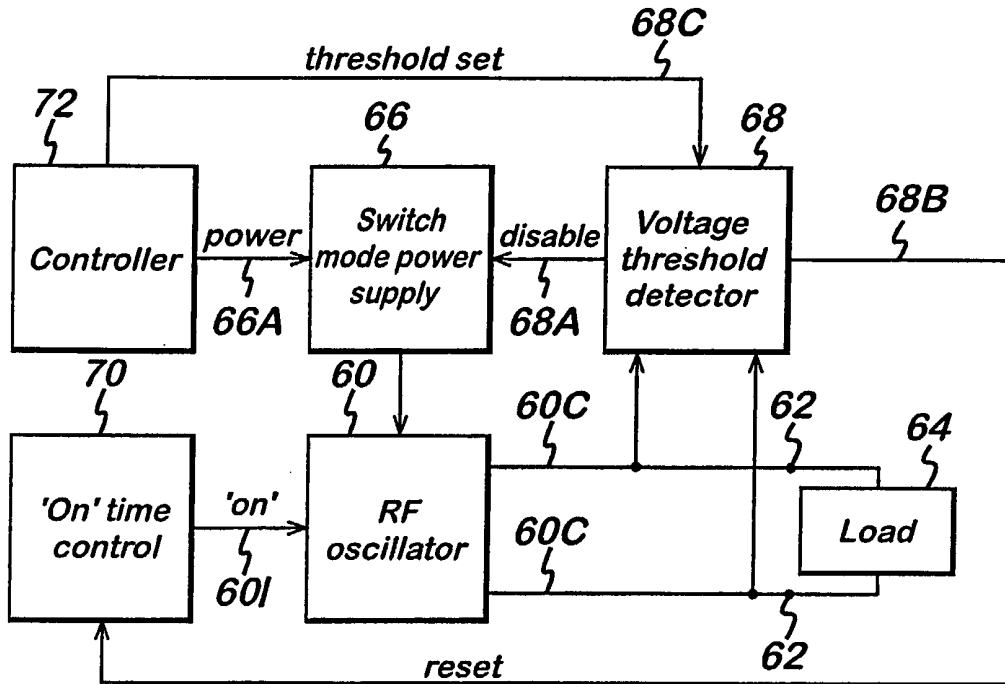 68C
threshold set
72
66
68
68B
Controller
power
66A
Switch
mode power
supply
disable
68A
Voltage
threshold
detector
70
60
60C
62
64
'On' time
control
'on'
60I
RF
oscillator
60C
Load
62
reset